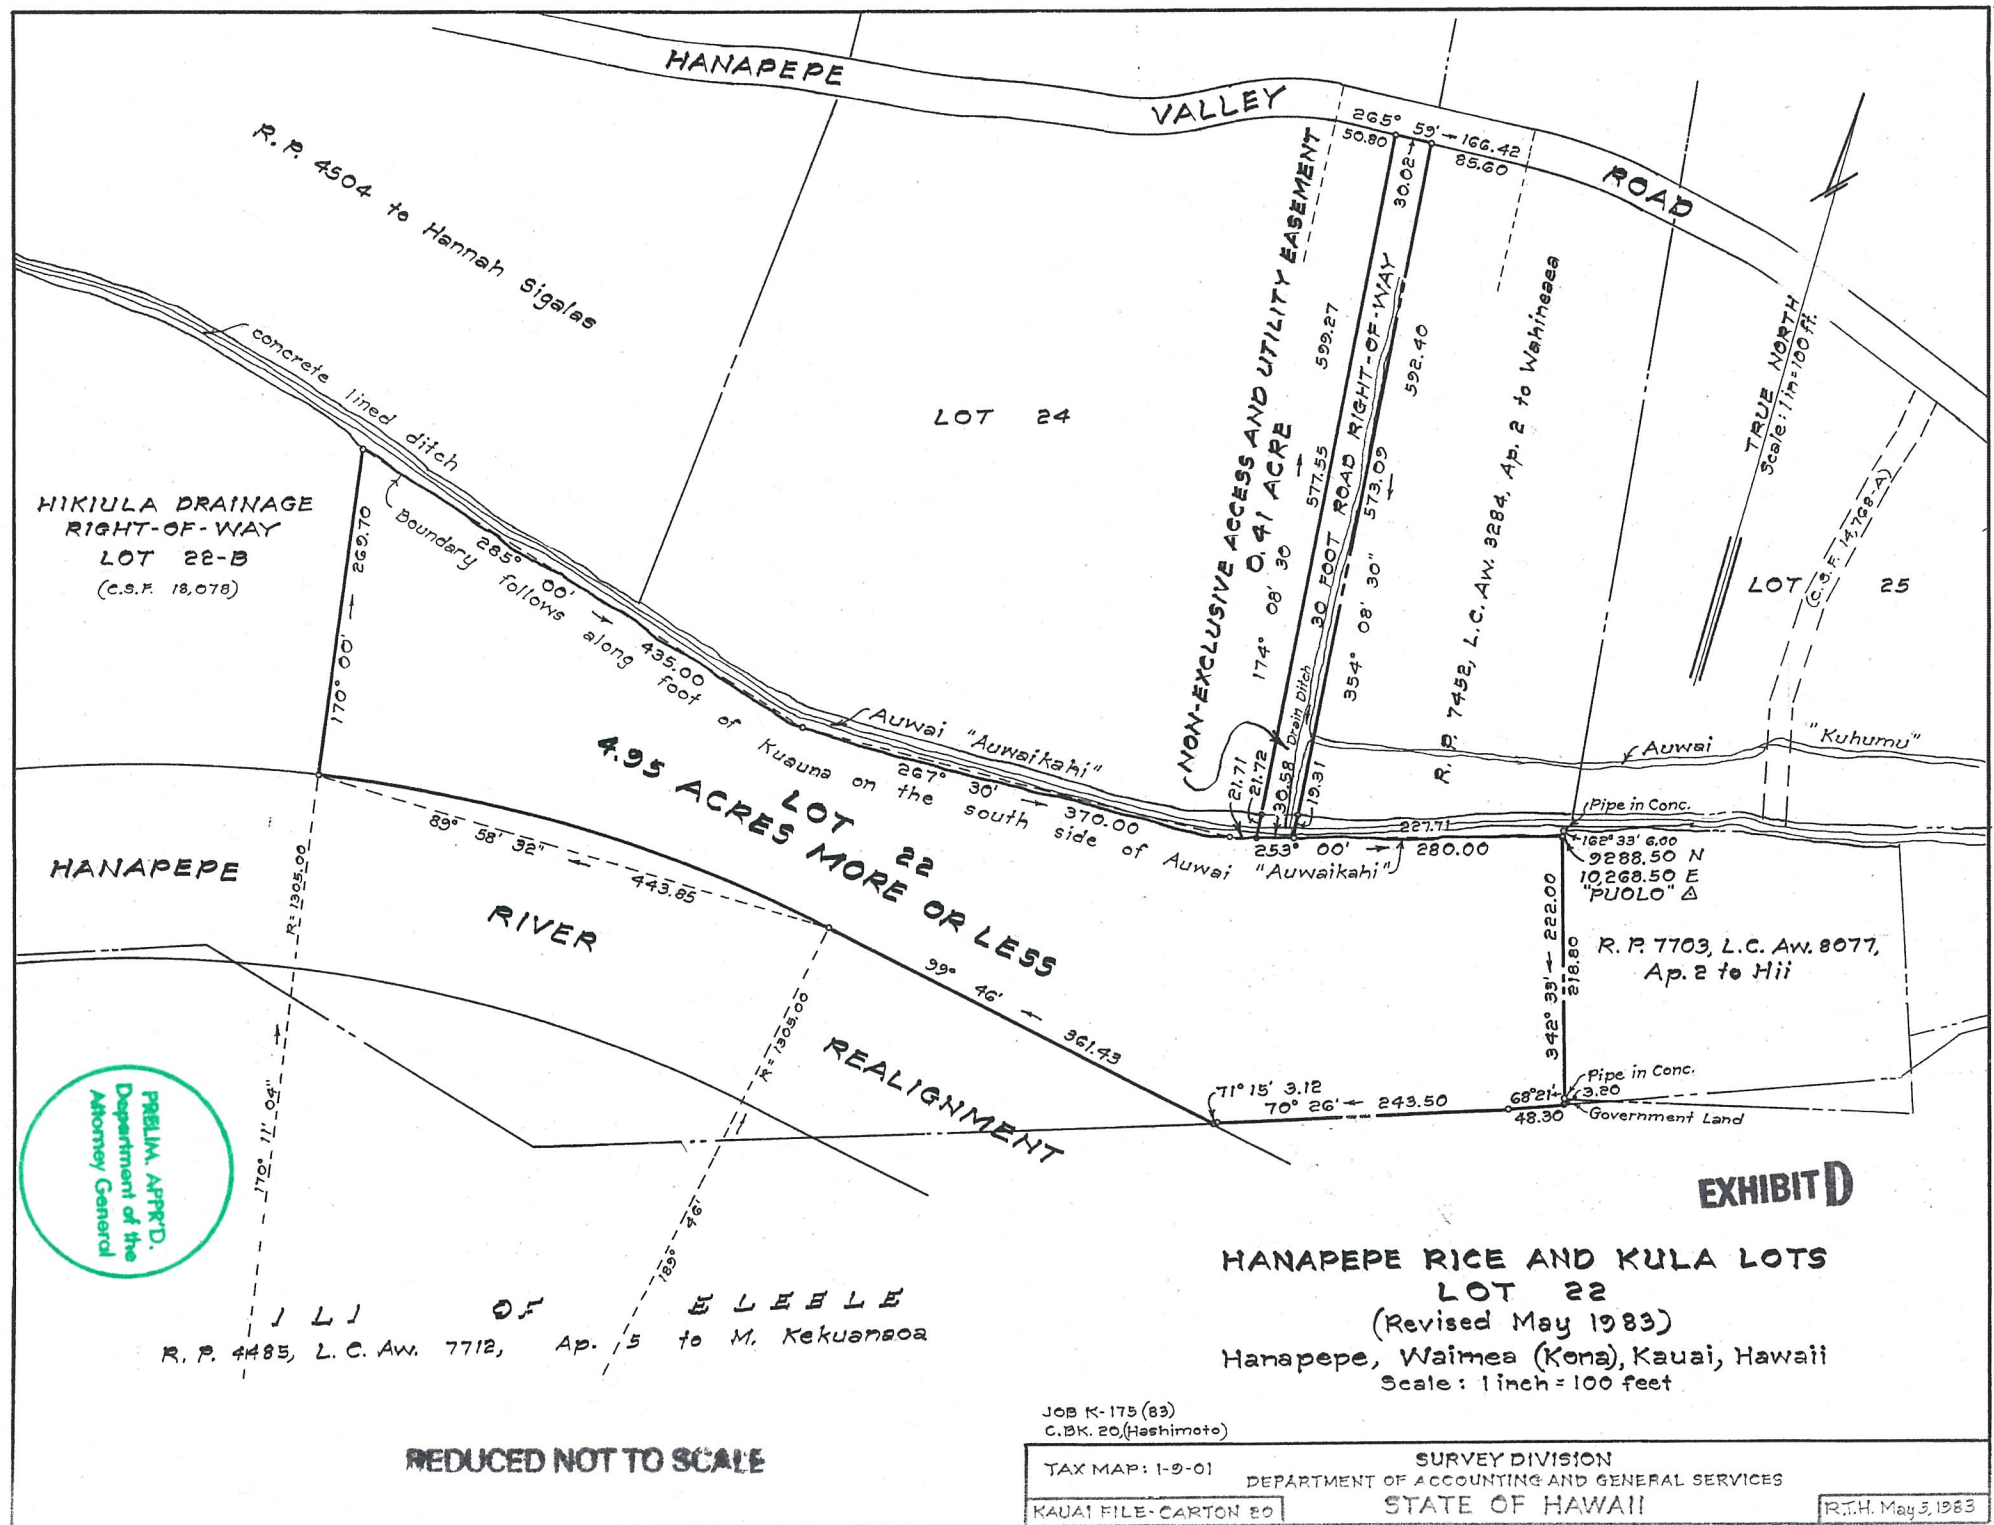 HANAPEPE VALLEY ROAD
R. P. 4504 to Hannah Sigalas
concrete lined ditch
LOT 24
265° 59' 166.42
50.80
30.02
85.60
NON-EXCLUSIVE ACCESS AND UTILITY EASEMENT
0.41 ACRE
599.27
577.55
174° 08' 30
30 FOOT ROAD RIGHT-OF-WAY
592.40
573.09
354° 08' 30"
Drain Ditch
R. P. 7452, L.C. Aw. 3284, Ap. 2 to Wahineaea
TRUE NORTH
Scale: 1 in = 100 ft.
(C.S.F. 14,768-A)
LOT 25
HIKIULA DRAINAGE
RIGHT-OF-WAY
LOT 22-B
(C.S.F. 18,078)
170° 00' 269.70
285° 00' 435.00
Boundary follows along foot of Kuauna on the south side of Auwai "Auwaikahi"
Auwai "Auwaikahi"
267° 30' 370.00
21.71
21.72
30.58
19.31
Auwai "Kuhumu"
Pipe in Conc.
227.71
253° 00' 280.00
162° 33' 6.00
9288.50 N
10,268.50 E
"PUOLO" △
4.95 ACRES MORE OR LESS
LOT 22
89° 58' 32" 443.85
HANAPEPE RIVER REALIGNMENT
R= 1305.00
R= 1305.00
99° 46' 361.43
342° 33' 222.00
218.80
R. P. 7703, L.C. Aw. 8077,
Ap. 2 to Hii
Pipe in Conc.
3.20
Government Land
71° 15' 3.12
70° 26' 243.50
68° 21'
48.30
170° 11' 04"
189° 46'
PRELIM. APPR'D.
Department of the
Attorney General
EXHIBIT D
ILI OF ELEELE
R. P. 4485, L. C. Aw. 7712, Ap. 5 to M. Kekuanaoa
HANAPEPE RICE AND KULA LOTS
LOT 22
(Revised May 1983)
Hanapepe, Waimea (Kona), Kauai, Hawaii
Scale: 1 inch = 100 feet
JOB K-175 (83)
C. BK. 20, (Hashimoto)
REDUCED NOT TO SCALE
TAX MAP: 1-9-01
SURVEY DIVISION
DEPARTMENT OF ACCOUNTING AND GENERAL SERVICES
STATE OF HAWAII
KAUAI FILE-CARTON 20
R.T.H. May 5, 1983